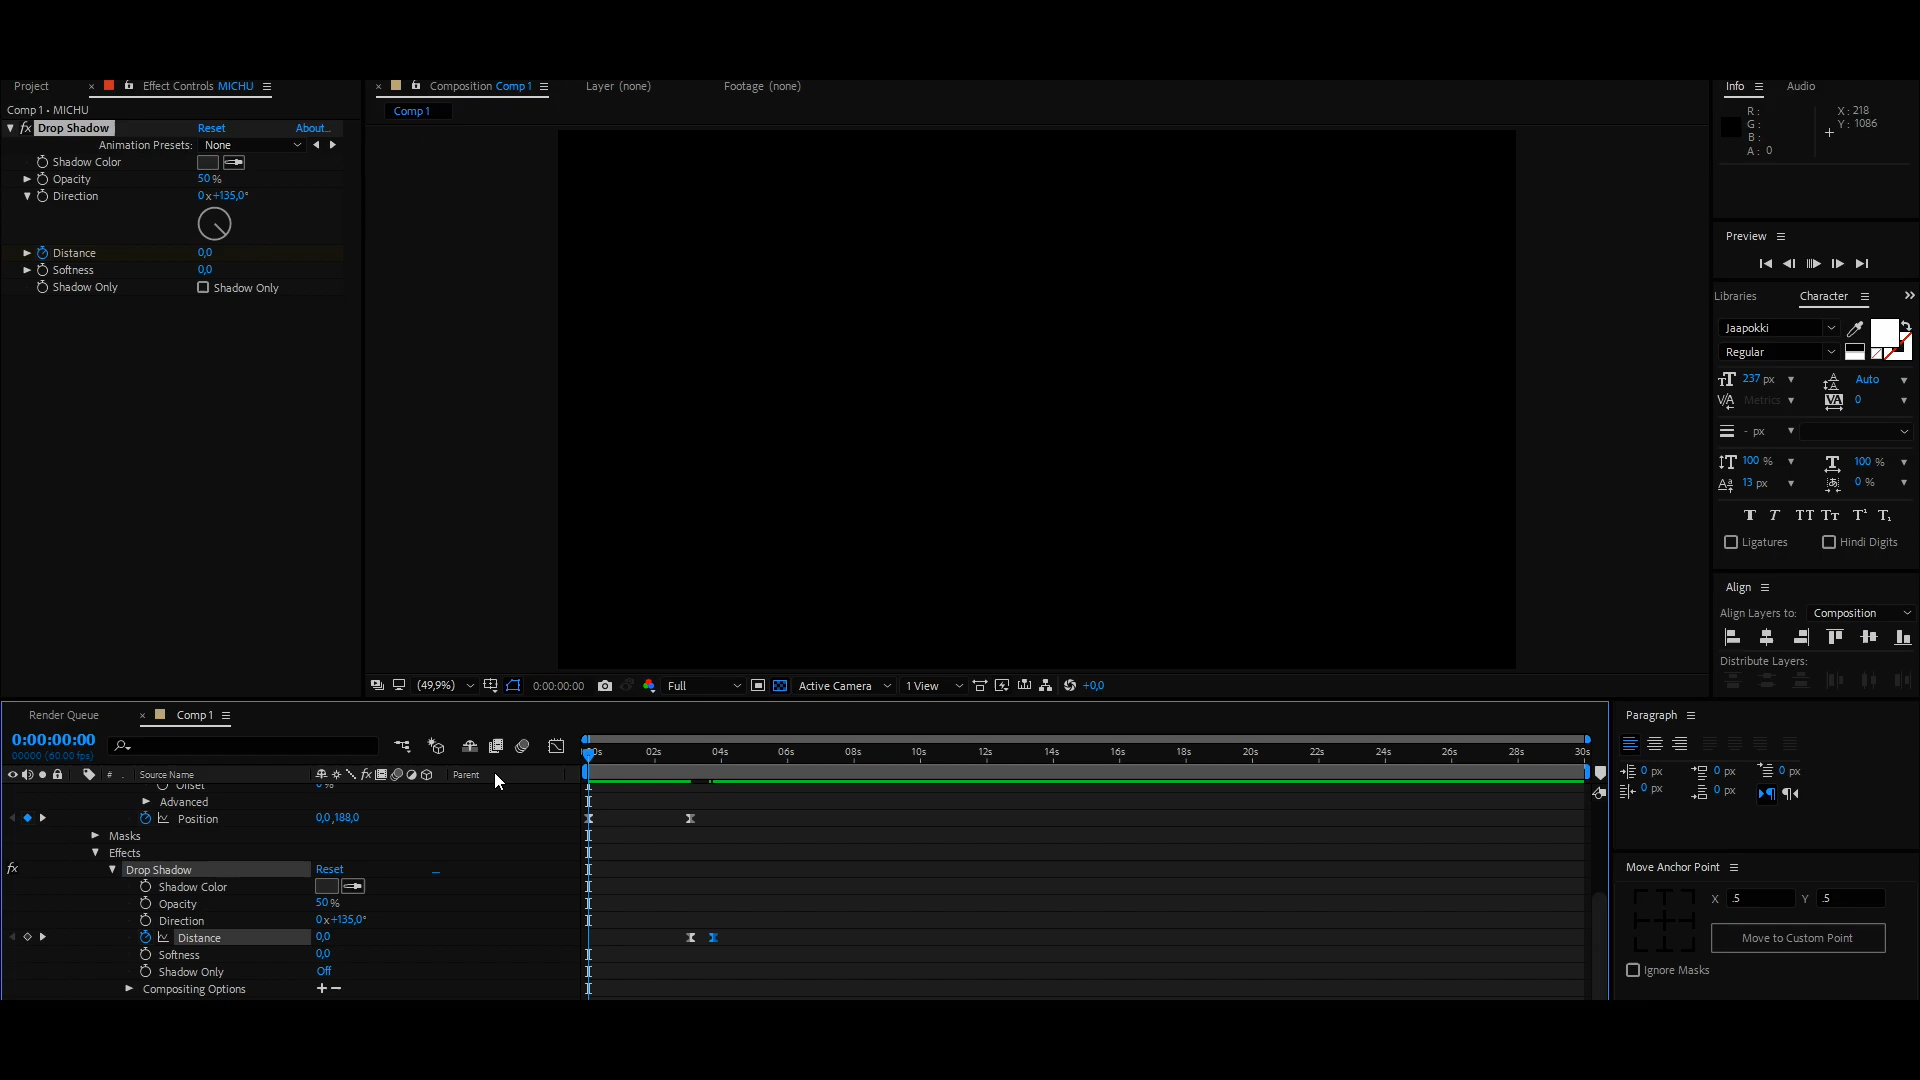 Project
Effect Controls MICHU
Composition Comp 1
Layer (none)
Footage (none)
Info
Audio
Comp 1 • MICHU
Comp 1
R :
G :
B :
A : 0
X : 218
Y : 1086
fx Drop Shadow
Reset
About...
Animation Presets: None
Shadow Color
Opacity
50 %
Direction
0 x +135,0°
Distance
0,0
Softness
0,0
Shadow Only
Shadow Only
Preview
Libraries
Character
Jaapokki
Regular
237 px
Auto
Metrics
0
- px
100 %
100 %
13 px
0 %
T T TT Tт T¹ T₁
Ligatures
Hindi Digits
Align
Align Layers to: Composition
Distribute Layers:
(49,9%)
0:00:00:00
Full
Active Camera
1 View
+0,0
Render Queue
Comp 1
0:00:00:00
00000 (60.00 fps)
02s 04s 06s 08s 10s 12s 14s 16s 18s 20s 22s 24s 26s 28s 30s
# . Source Name
Parent
Offset
0 %
Advanced
Position
0,0 ,188,0
Masks
Effects
fx Drop Shadow
Reset
Shadow Color
Opacity
50 %
Direction
0 x +135,0°
Distance
0,0
Softness
0,0
Shadow Only
Off
Compositing Options
+ −
Paragraph
0 px 0 px 0 px
0 px 0 px
Move Anchor Point
X .5 Y .5
Move to Custom Point
Ignore Masks